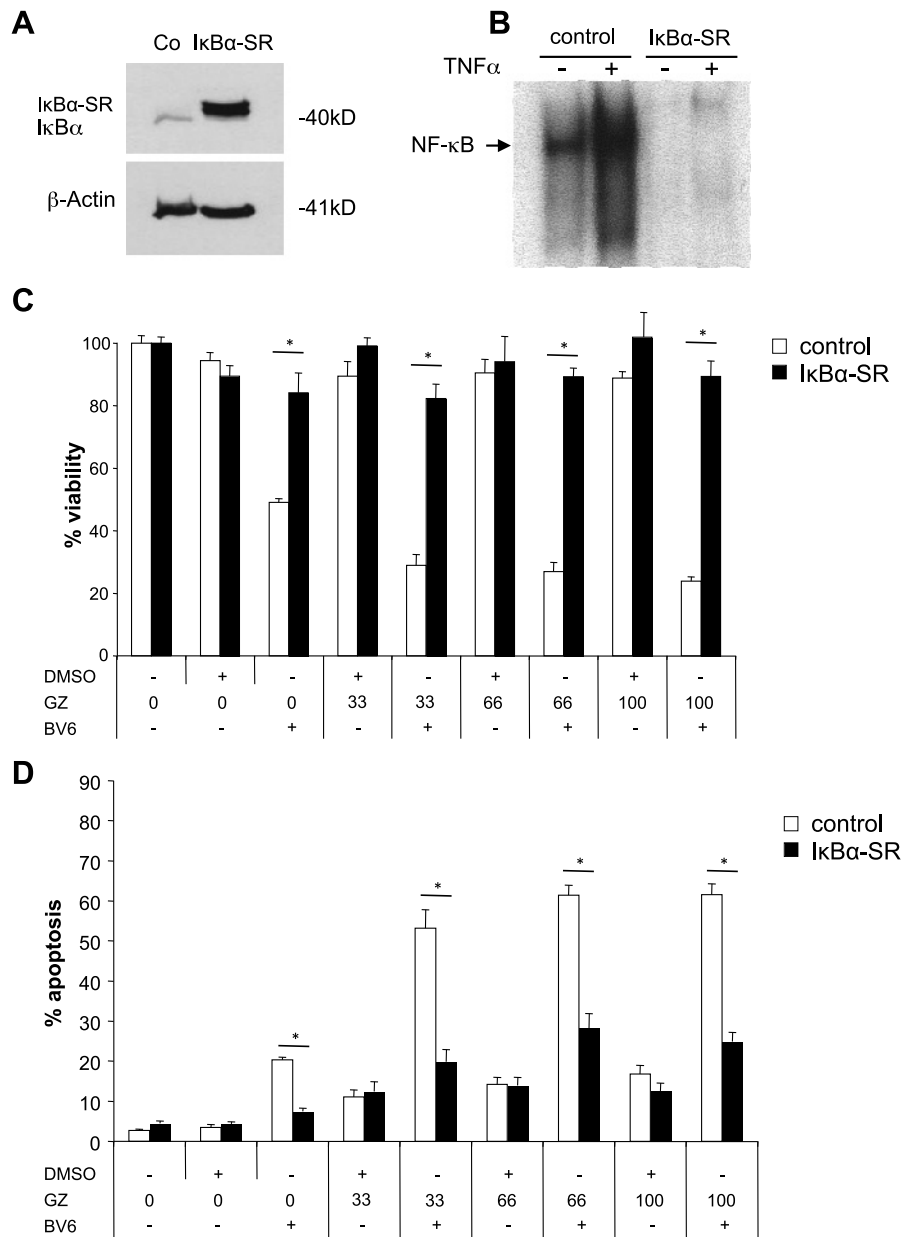 A
Co IκBα-SR
IκBα-SR
IκBα
-40kD
β-Actin
-41kD
B
control IκBα-SR
TNFα - + - +
NF-κB
C
100
80
60
40
20
0
% viability
* * * *
control
IκBα-SR
DMSO - + - + - + - + -
GZ 0 0 0 33 33 66 66 100 100
BV6 - - + - + - + - +
D
90
80
70
60
50
40
30
20
10
0
% apoptosis
* * * *
control
IκBα-SR
DMSO - + - + - + - + -
GZ 0 0 0 33 33 66 66 100 100
BV6 - - + - + - + - +